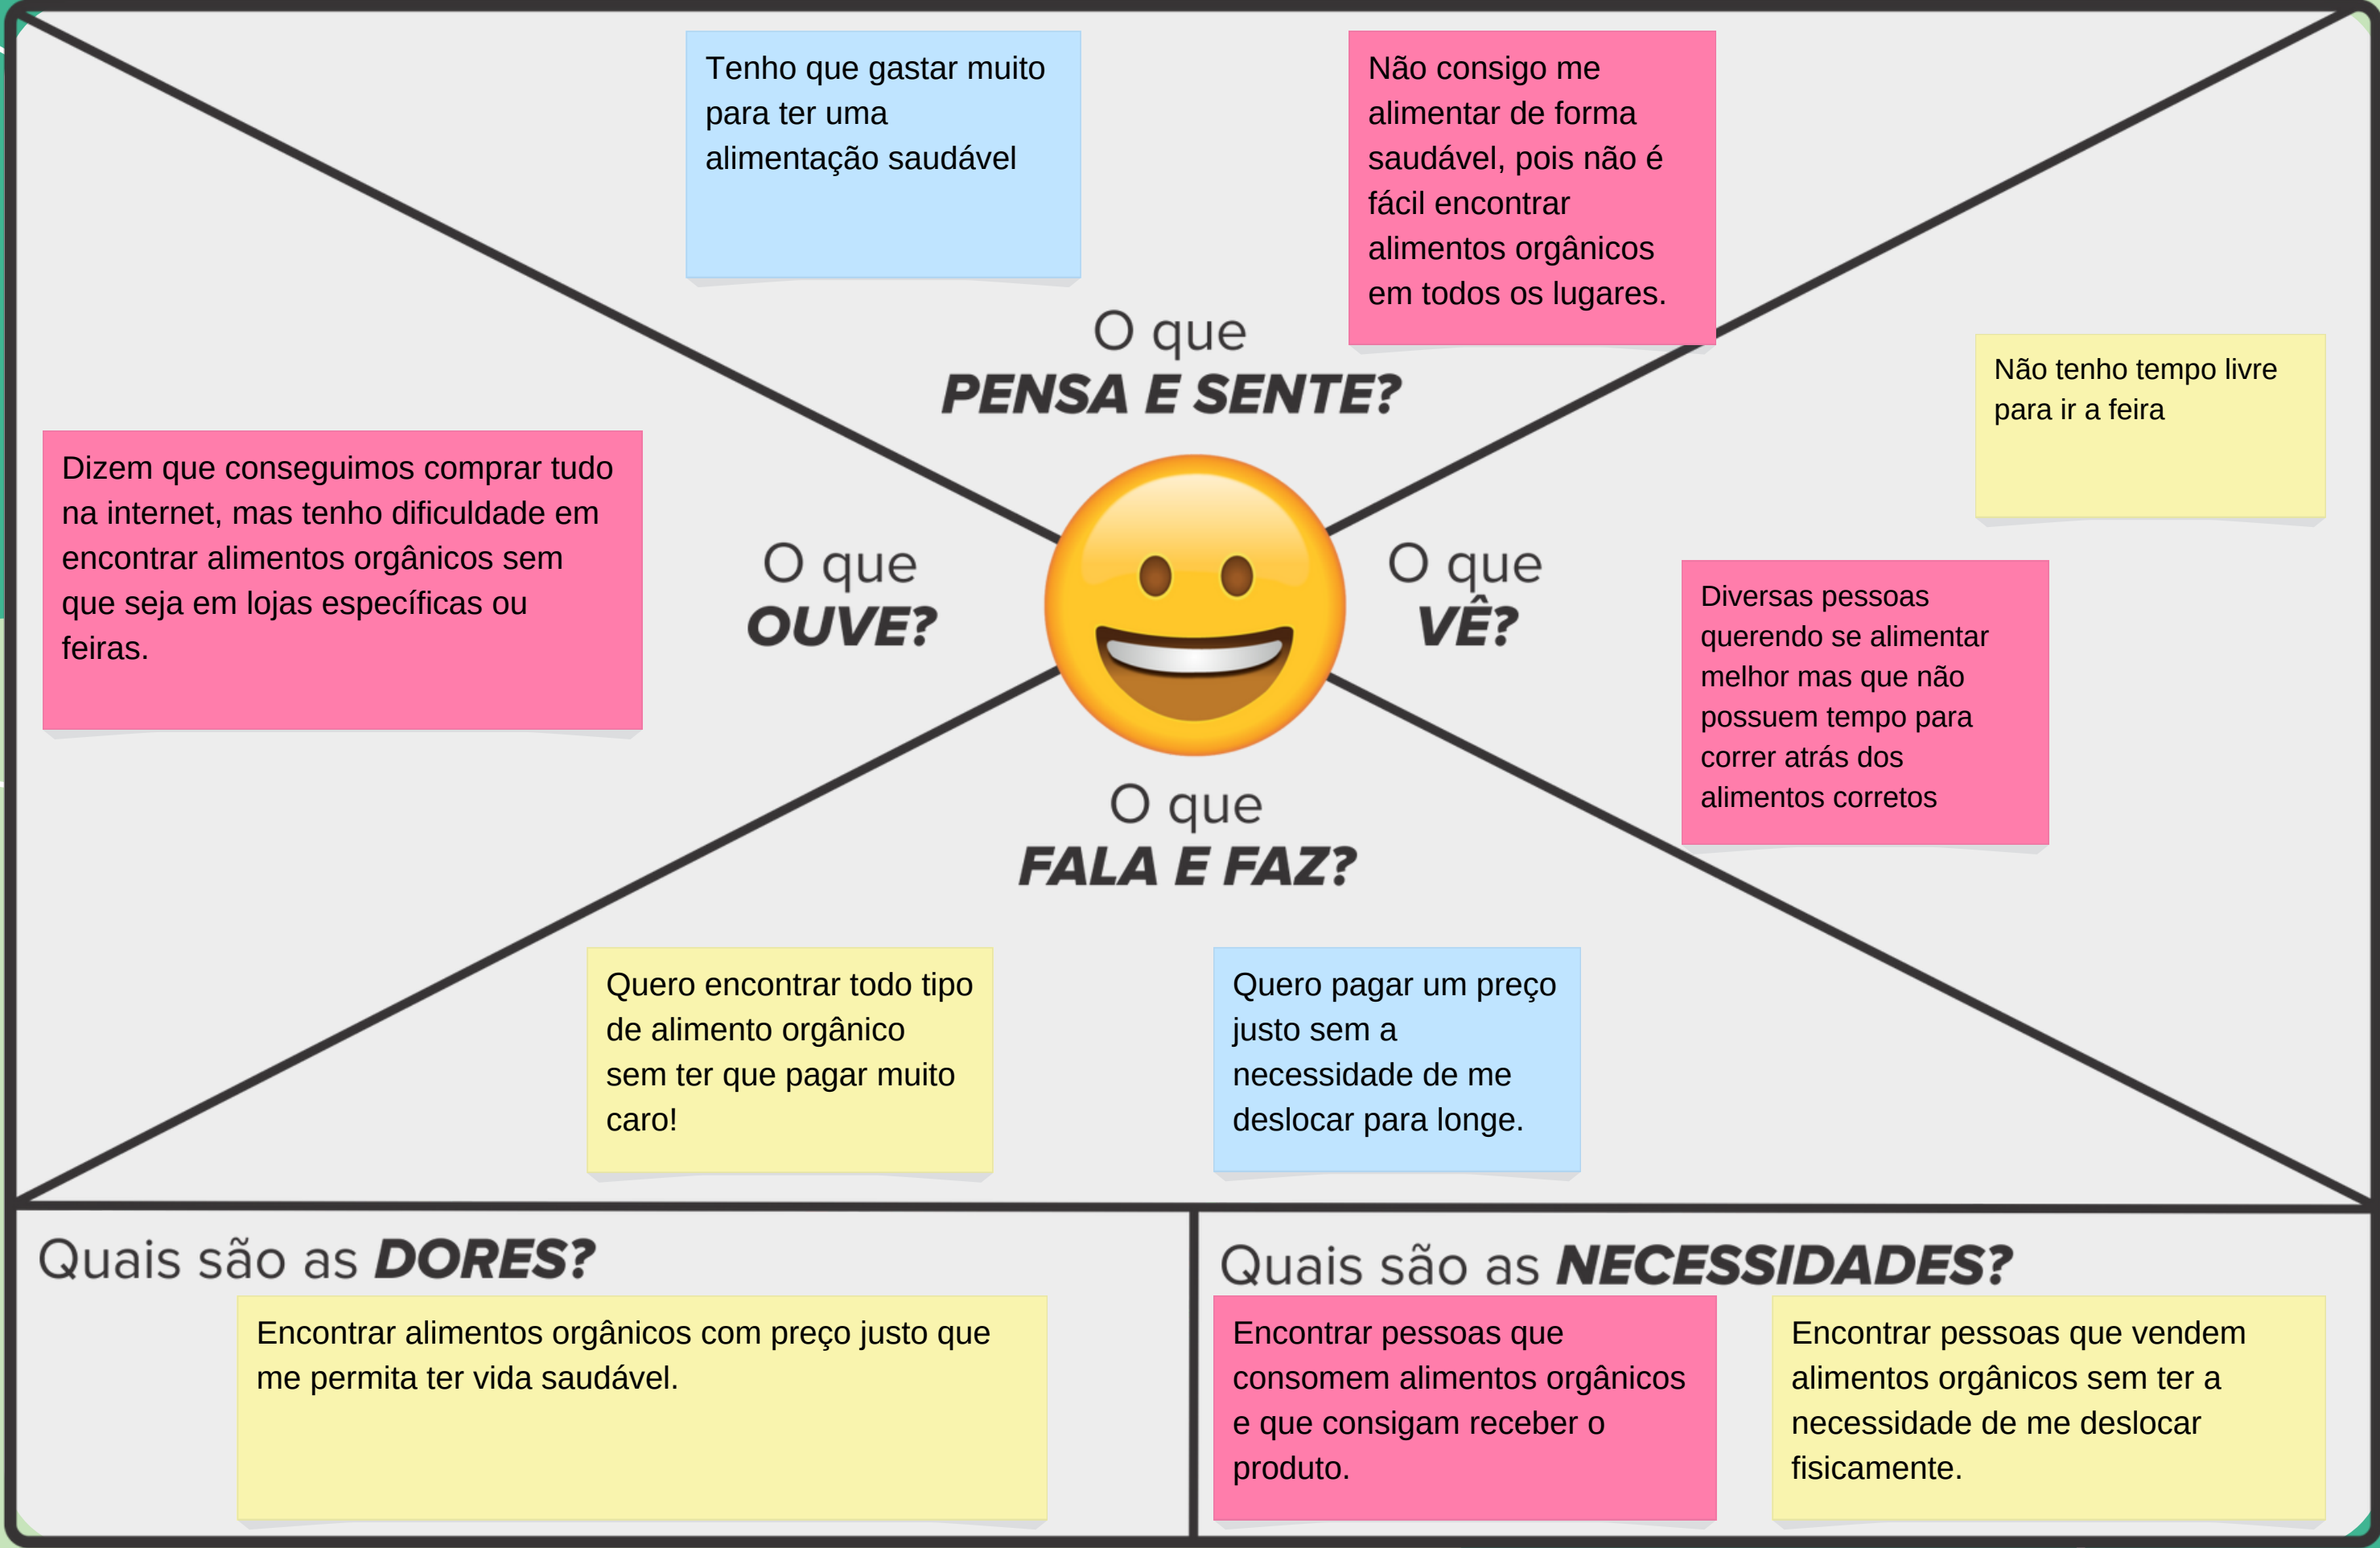 Tenho que gastar muito
para ter uma
alimentação saudável
Não consigo me
alimentar de forma
saudável, pois não é
fácil encontrar
alimentos orgânicos
em todos os lugares.
O que
PENSA E SENTE?
Não tenho tempo livre
para ir a feira
Dizem que conseguimos comprar tudo
na internet, mas tenho dificuldade em
encontrar alimentos orgânicos sem
que seja em lojas específicas ou
feiras.
O que
OUVE?
O que
VÊ?
Diversas pessoas
querendo se alimentar
melhor mas que não
possuem tempo para
correr atrás dos
alimentos corretos
O que
FALA E FAZ?
Quero encontrar todo tipo
de alimento orgânico
sem ter que pagar muito
caro!
Quero pagar um preço
justo sem a
necessidade de me
deslocar para longe.
Quais são as DORES?
Encontrar alimentos orgânicos com preço justo que
me permita ter vida saudável.
Quais são as NECESSIDADES?
Encontrar pessoas que
consomem alimentos orgânicos
e que consigam receber o
produto.
Encontrar pessoas que vendem
alimentos orgânicos sem ter a
necessidade de me deslocar
fisicamente.